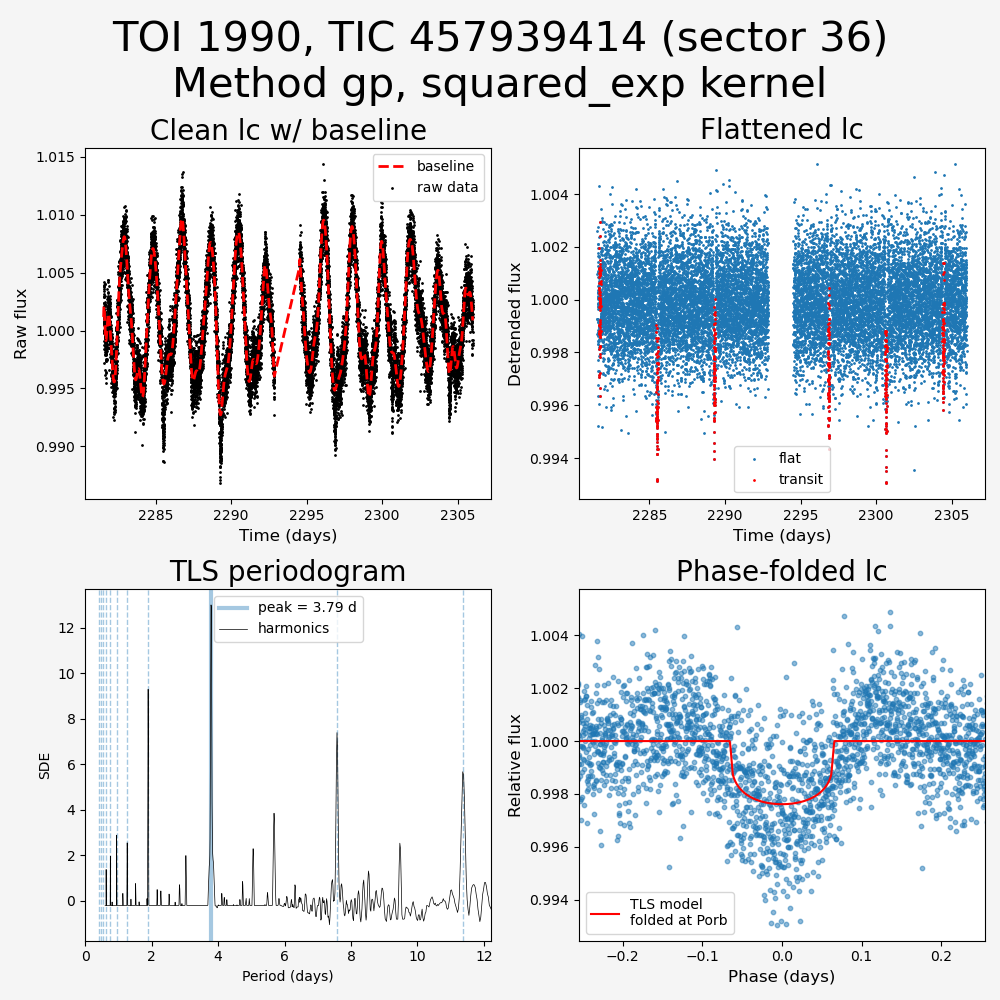 TOI 1990, TIC 457939414 (sector 36)
Method gp, squared_exp kernel
Clean lc w/ baseline
1.015
1.010
1.005
1.000
0.995
0.990
Raw flux
baseline
raw data
2285
2290
2295
2300
2305
Time (days)
Flattened lc
1.004
1.002
1.000
0.998
0.996
0.994
Detrended flux
flat
transit
2285
2290
2295
2300
2305
Time (days)
TLS periodogram
12
10
8
6
4
2
0
SDE
peak = 3.79 d
harmonics
0
2
4
6
8
10
12
Period (days)
Phase-folded lc
1.004
1.002
1.000
0.998
0.996
0.994
Relative flux
TLS model
folded at Porb
−0.2
−0.1
0.0
0.1
0.2
Phase (days)